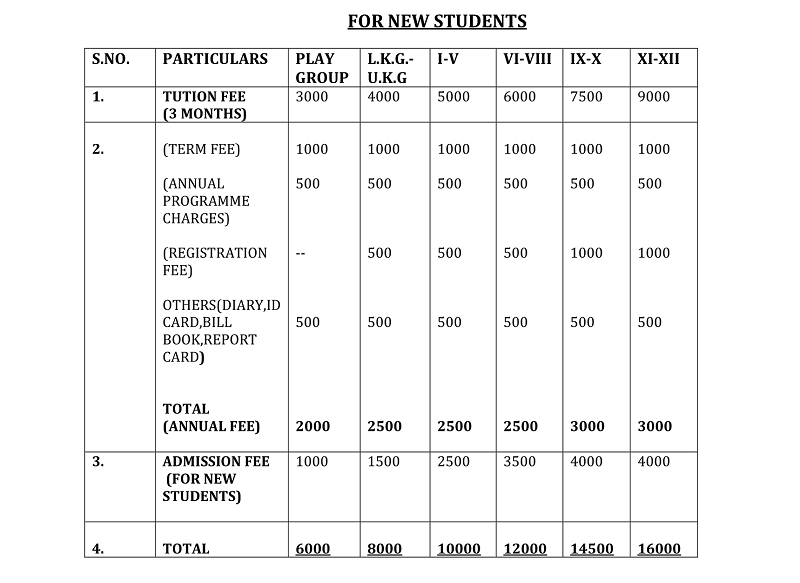 FOR NEW STUDENTS
S.NO. PARTICULARS PLAY GROUP L.K.G.- U.K.G I-V VI-VIII IX-X XI-XII
1. TUTION FEE 3000 4000 5000 6000 7500 9000
(3 MONTHS)
2. (TERM FEE) 1000 1000 1000 1000 1000 1000
(ANNUAL 500 500 500 500 500 500
PROGRAMME
CHARGES)
(REGISTRATION -- 500 500 500 1000 1000
FEE)
OTHERS(DIARY,ID
CARD,BILL 500 500 500 500 500 500
BOOK,REPORT
CARD)
TOTAL
(ANNUAL FEE) 2000 2500 2500 2500 3000 3000
3. ADMISSION FEE 1000 1500 2500 3500 4000 4000
(FOR NEW
STUDENTS)
4. TOTAL 6000 8000 10000 12000 14500 16000